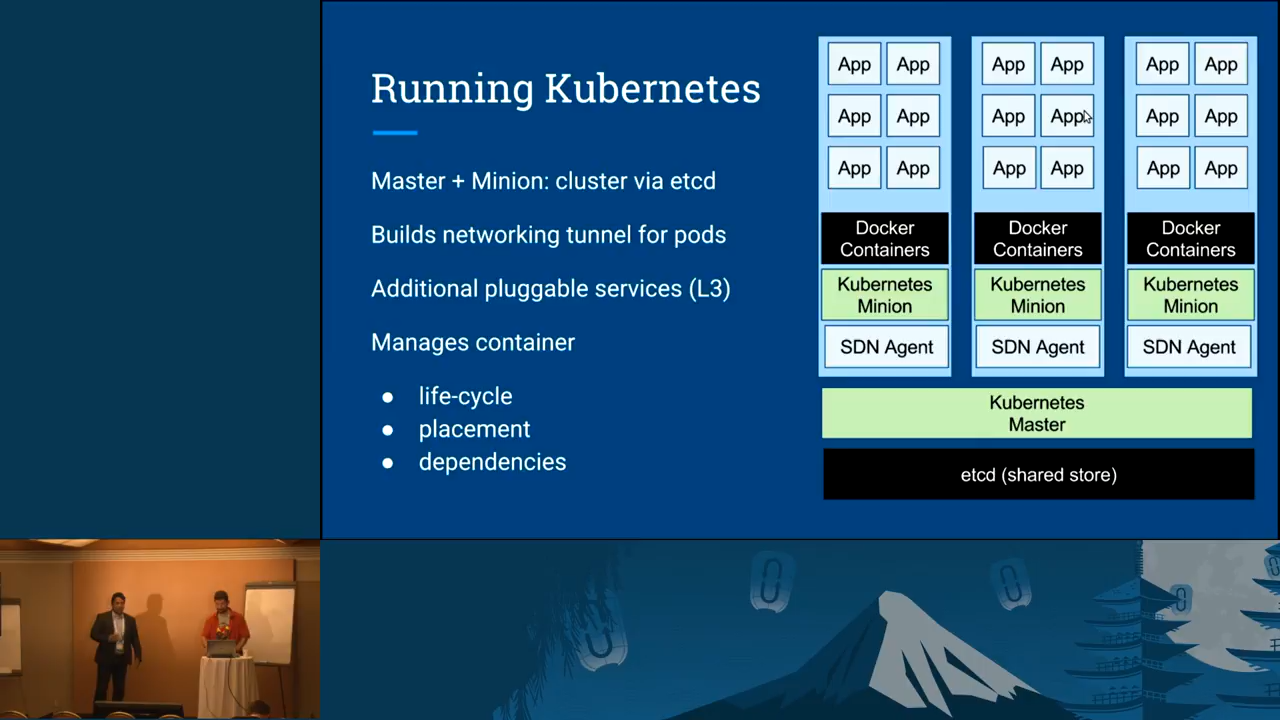 Running Kubernetes
Master + Minion: cluster via etcd
Builds networking tunnel for pods
Additional pluggable services (L3)
Manages container
● life-cycle
● placement
● dependencies
App App
App App
App App
Docker
Containers
Kubernetes
Minion
SDN Agent
App App
App App
App App
Docker
Containers
Kubernetes
Minion
SDN Agent
App App
App App
App App
Docker
Containers
Kubernetes
Minion
SDN Agent
Kubernetes
Master
etcd (shared store)